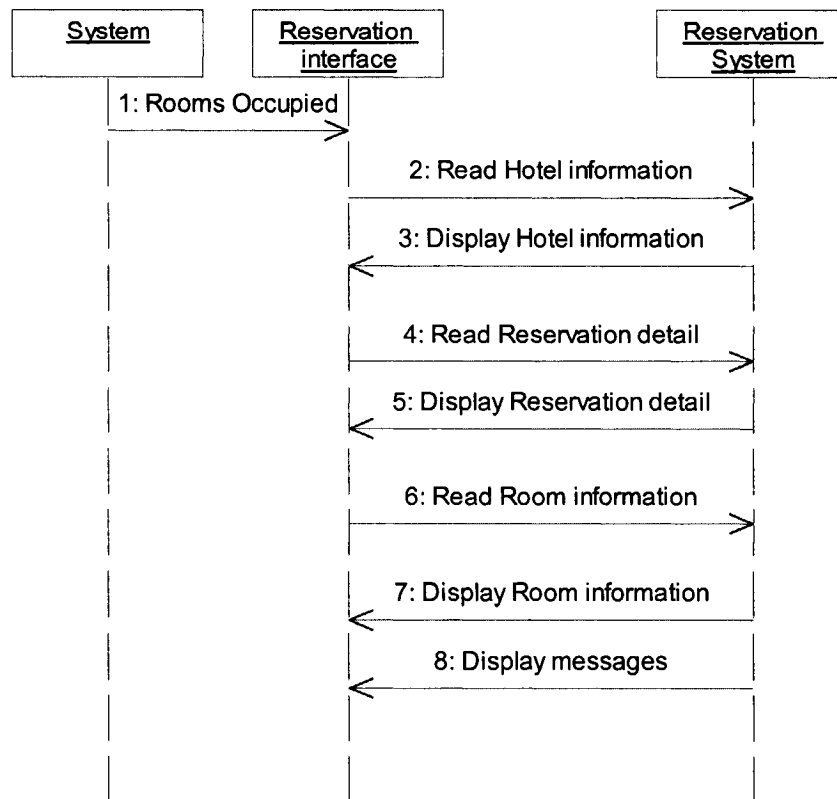 System
Reservation
interface
Reservation
System
1: Rooms Occupied
2: Read Hotel information
3: Display Hotel information
4: Read Reservation detail
5: Display Reservation detail
6: Read Room information
7: Display Room information
8: Display messages